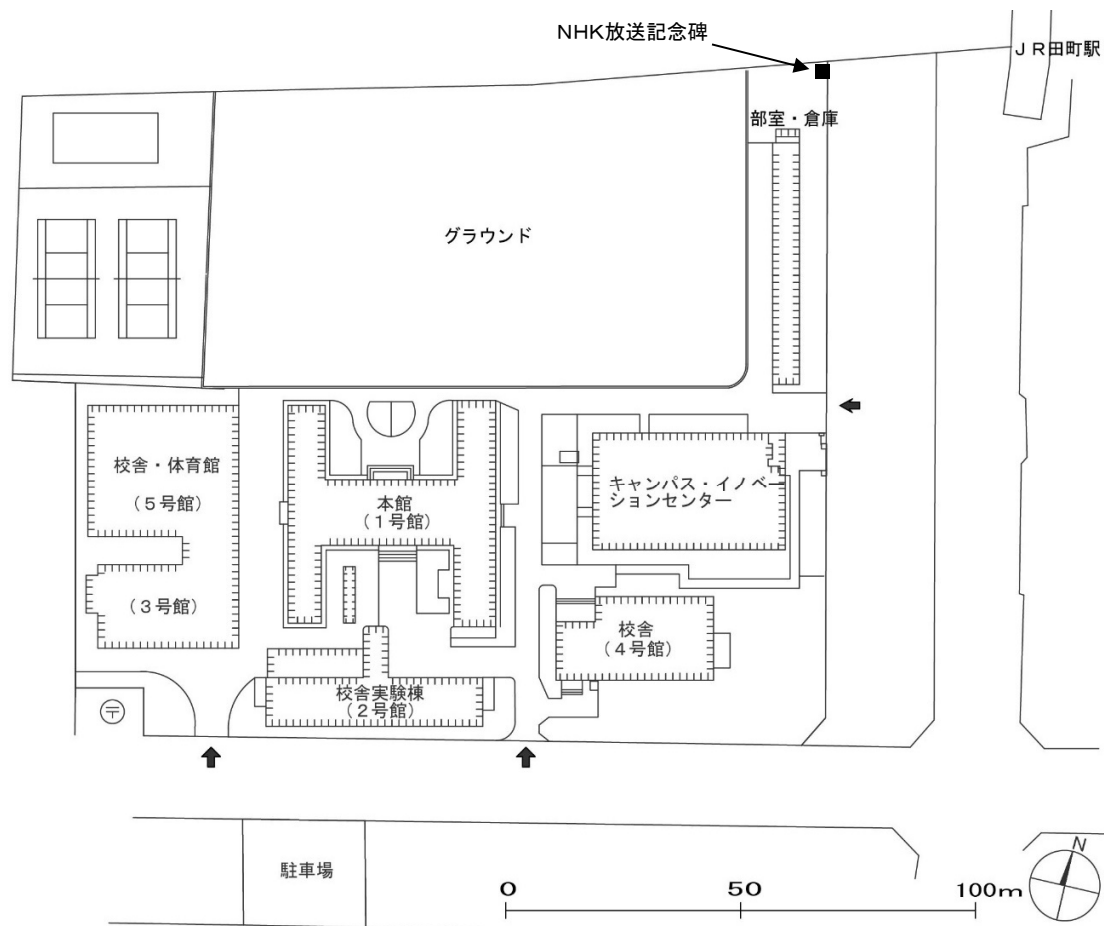 NHK放送記念碑
JR田町駅
部室・倉庫
グラウンド
校舎・体育館
(5号館)
(3号館)
本館
(1号館)
キャンパス・イノベー
ションセンター
校舎
(4号館)
校舎実験棟
(2号館)
〒
駐車場
0 50 100m
N